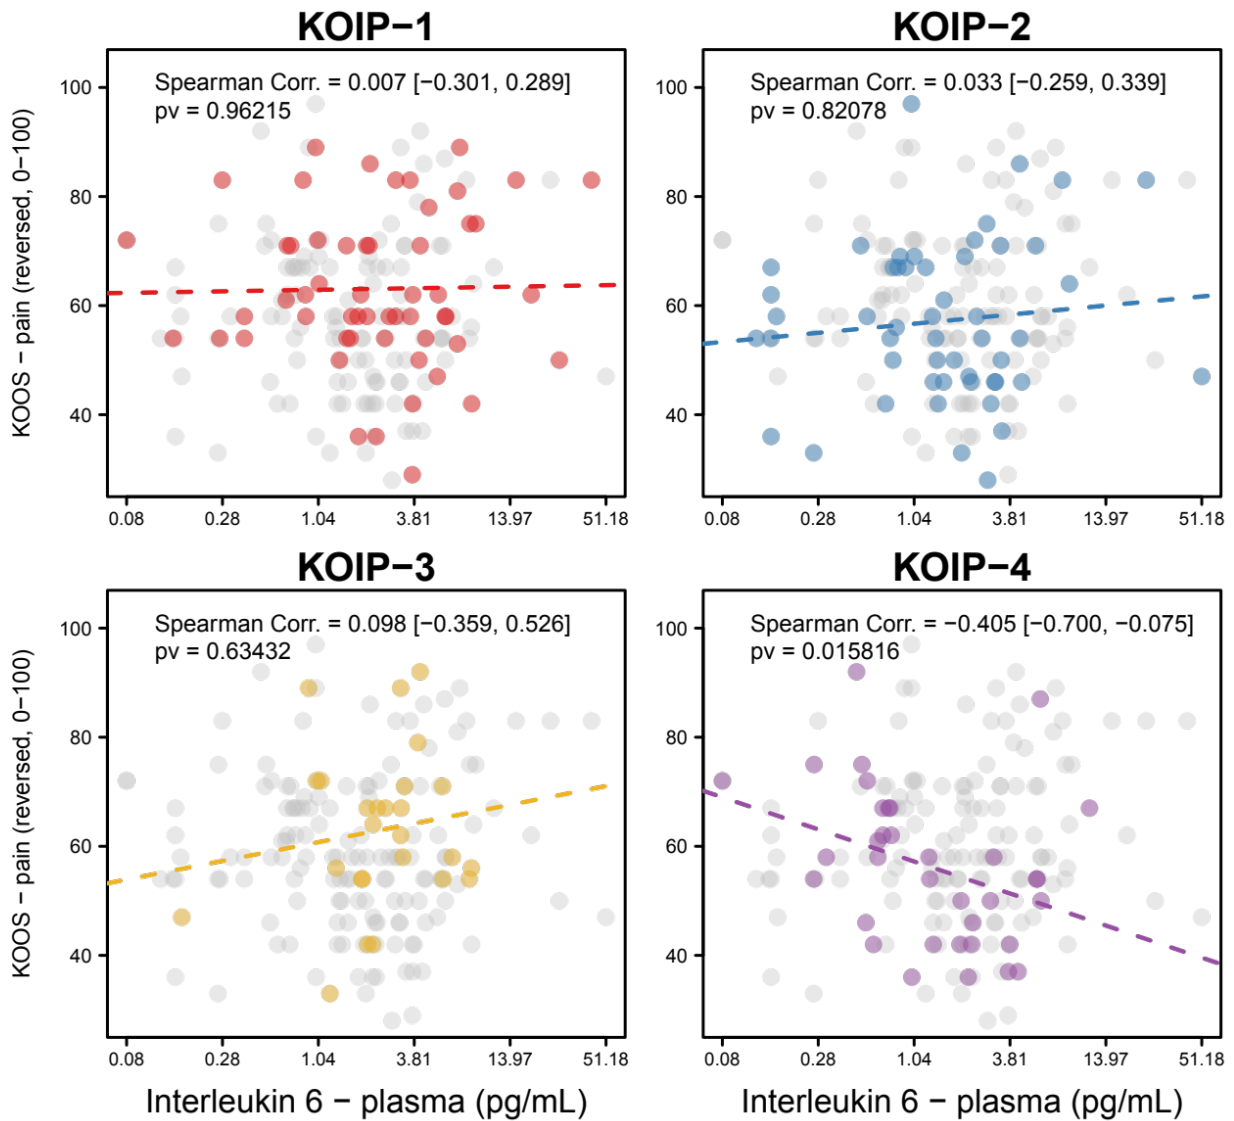 KOIP−1
Spearman Corr. = 0.007 [−0.301, 0.289]
pv = 0.96215
KOOS − pain (reversed, 0−100)
100
80
60
40
0.08 0.28 1.04 3.81 13.97 51.18
KOIP−2
Spearman Corr. = 0.033 [−0.259, 0.339]
pv = 0.82078
100
80
60
40
0.08 0.28 1.04 3.81 13.97 51.18
KOIP−3
Spearman Corr. = 0.098 [−0.359, 0.526]
pv = 0.63432
KOOS − pain (reversed, 0−100)
100
80
60
40
0.08 0.28 1.04 3.81 13.97 51.18
Interleukin 6 − plasma (pg/mL)
KOIP−4
Spearman Corr. = −0.405 [−0.700, −0.075]
pv = 0.015816
100
80
60
40
0.08 0.28 1.04 3.81 13.97 51.18
Interleukin 6 − plasma (pg/mL)